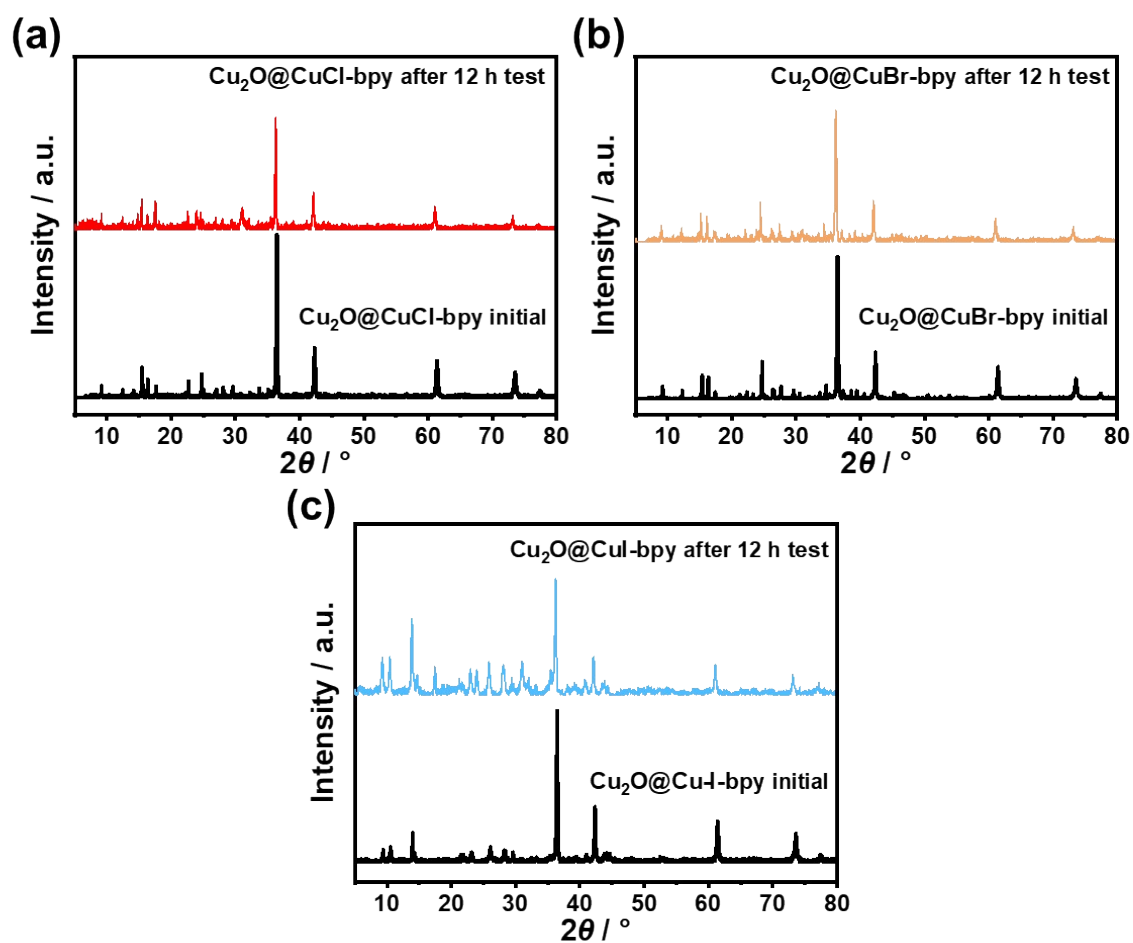 (a)
Cu₂O@CuCl-bpy after 12 h test
Cu₂O@CuCl-bpy initial
Intensity / a.u.
10 20 30 40 50 60 70 80
2θ / °
(b)
Cu₂O@CuBr-bpy after 12 h test
Cu₂O@CuBr-bpy initial
Intensity / a.u.
10 20 30 40 50 60 70 80
2θ / °
(c)
Cu₂O@CuI-bpy after 12 h test
Cu₂O@Cu-I-bpy initial
Intensity / a.u.
10 20 30 40 50 60 70 80
2θ / °